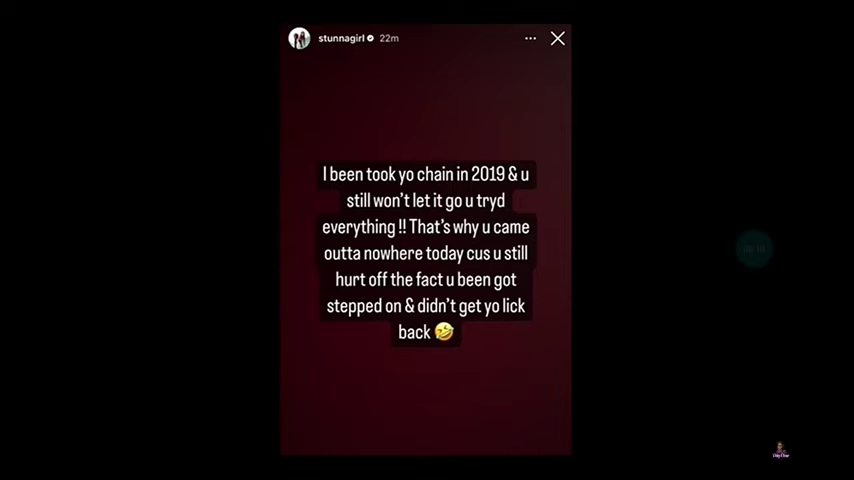 stunnagirl 22m
I been took yo chain in 2019 & u
still won't let it go u tryd
everything !! That's why u came
outta nowhere today cus u still
hurt off the fact u been got
stepped on & didn't get yo lick
back 🤣